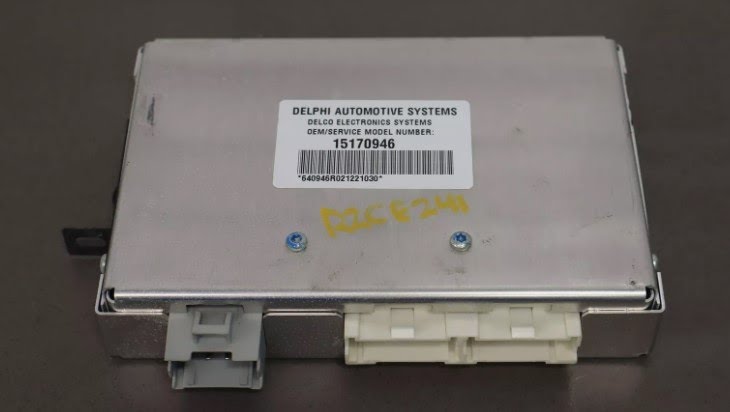 DELPHI AUTOMOTIVE SYSTEMS
DELCO ELECTRONICS SYSTEMS
OEM/SERVICE MODEL NUMBER:
15170946
*640946R021221030*